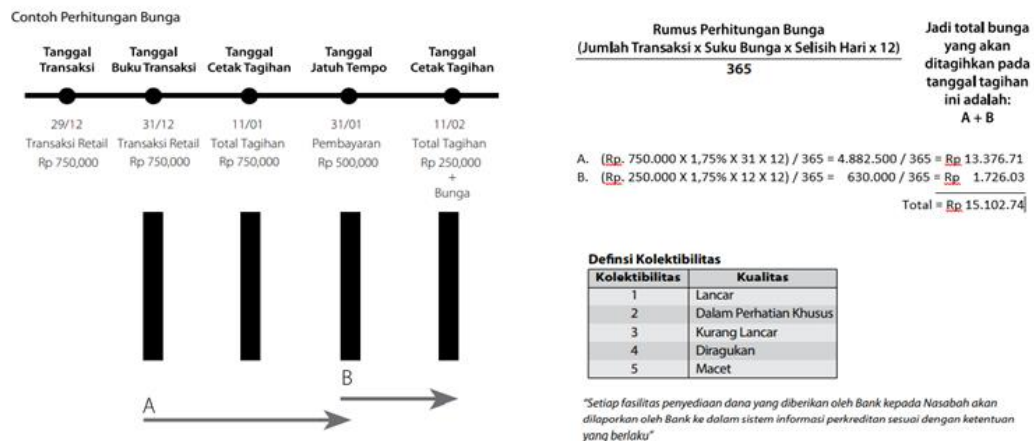 Contoh Perhitungan Bunga
Tanggal Transaksi
Tanggal Buku Transaksi
Tanggal Cetak Tagihan
Tanggal Jatuh Tempo
Tanggal Cetak Tagihan
29/12
Transaksi Retail
Rp 750,000
31/12
Transaksi Retail
Rp 750,000
11/01
Total Tagihan
Rp 750,000
31/01
Pembayaran
Rp 500,000
11/02
Total Tagihan
Rp 250,000
+
Bunga
A
B
Rumus Perhitungan Bunga
(Jumlah Transaksi x Suku Bunga x Selisih Hari x 12)
365
Jadi total bunga
yang akan
ditagihkan pada
tanggal tagihan
ini adalah:
A + B
A. (Rp. 750.000 X 1,75% X 31 X 12) / 365 = 4.882.500 / 365 = Rp 13.376.71
B. (Rp. 250.000 X 1,75% X 12 X 12) / 365 = 630.000 / 365 = Rp 1.726.03
Total = Rp 15.102.74
Definsi Kolektibilitas
Kolektibilitas Kualitas
1 Lancar
2 Dalam Perhatian Khusus
3 Kurang Lancar
4 Diragukan
5 Macet
"Setiap fasilitas penyediaan dana yang diberikan oleh Bank kepada Nasabah akan
dilaporkan oleh Bank ke dalam sistem informasi perkreditan sesuai dengan ketentuan
yang berlaku"